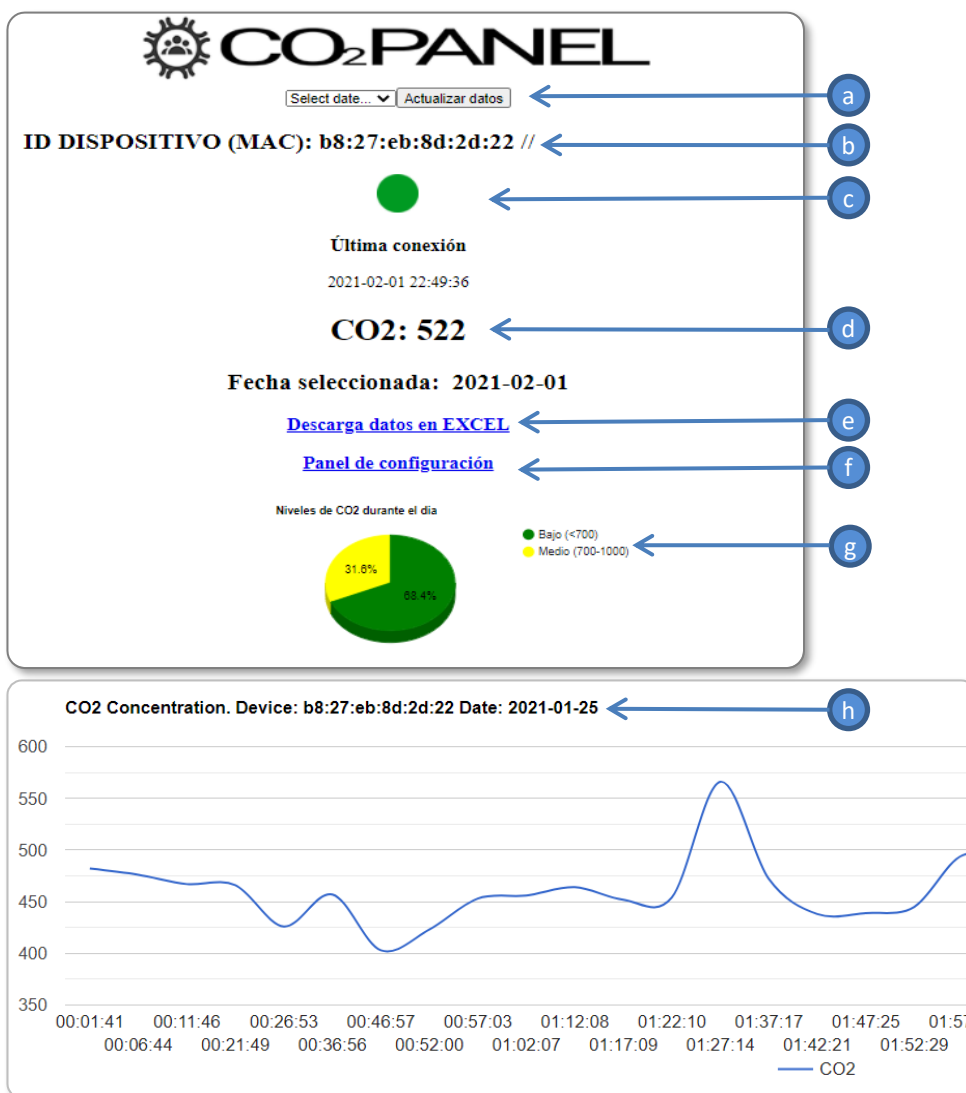 CO2PANEL
Select date... Actualizar datos
a
ID DISPOSITIVO (MAC): b8:27:eb:8d:2d:22 //
b
c
Última conexión
2021-02-01 22:49:36
CO2: 522
d
Fecha seleccionada: 2021-02-01
Descarga datos en EXCEL
e
Panel de configuración
f
Niveles de CO2 durante el dia
Bajo (<700)
Medio (700-1000)
g
31.6%
68.4%
CO2 Concentration. Device: b8:27:eb:8d:2d:22 Date: 2021-01-25
h
600
550
500
450
400
350
00:01:41 00:11:46 00:26:53 00:46:57 00:57:03 01:12:08 01:22:10 01:37:17 01:47:25 01:57
00:06:44 00:21:49 00:36:56 00:52:00 01:02:07 01:17:09 01:27:14 01:42:21 01:52:29
CO2